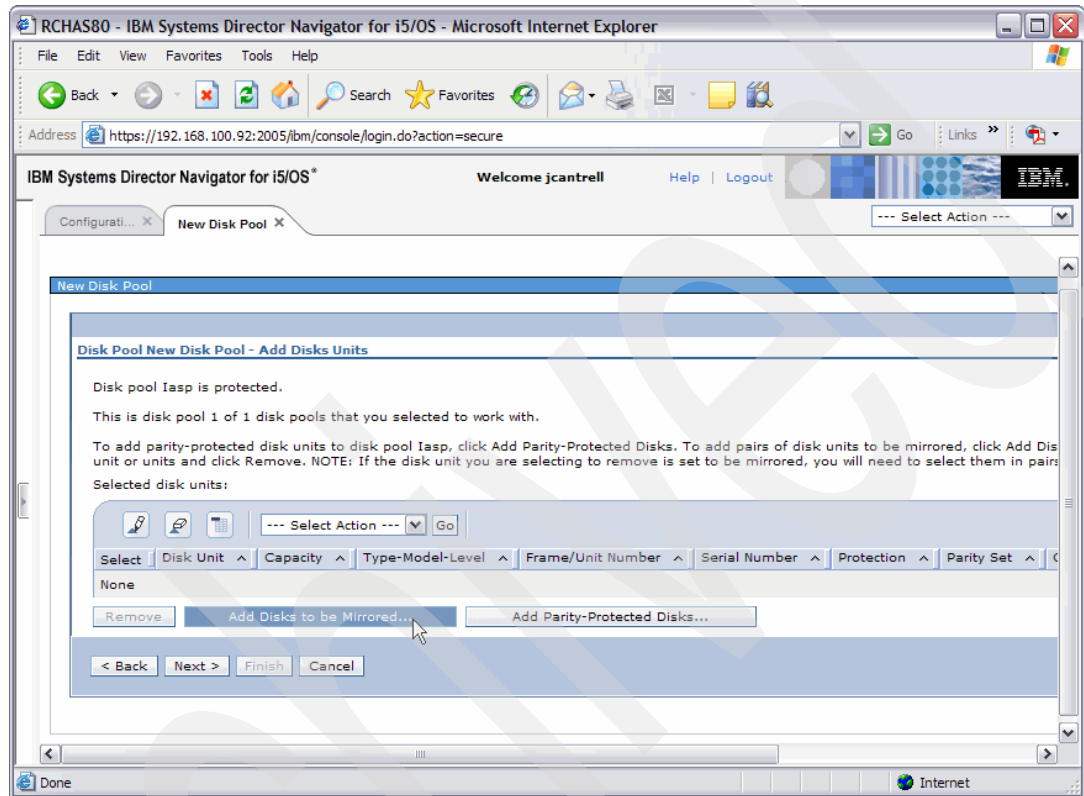 RCHAS80 - IBM Systems Director Navigator for i5/OS - Microsoft Internet Explorer
File Edit View Favorites Tools Help
Back Search Favorites
Address https://192.168.100.92:2005/ibm/console/login.do?action=secure Go Links »
IBM Systems Director Navigator for i5/OS® Welcome jcantrell Help | Logout IBM.
Configurati... × New Disk Pool × --- Select Action ---
New Disk Pool
Disk Pool New Disk Pool - Add Disks Units
Disk pool Iasp is protected.
This is disk pool 1 of 1 disk pools that you selected to work with.
To add parity-protected disk units to disk pool Iasp, click Add Parity-Protected Disks. To add pairs of disk units to be mirrored, click Add Dis
unit or units and click Remove. NOTE: If the disk unit you are selecting to remove is set to be mirrored, you will need to select them in pairs
Selected disk units:
--- Select Action --- Go
Select Disk Unit Capacity Type-Model-Level Frame/Unit Number Serial Number Protection Parity Set
None
Remove Add Disks to be Mirrored... Add Parity-Protected Disks...
< Back Next > Finish Cancel
Done Internet